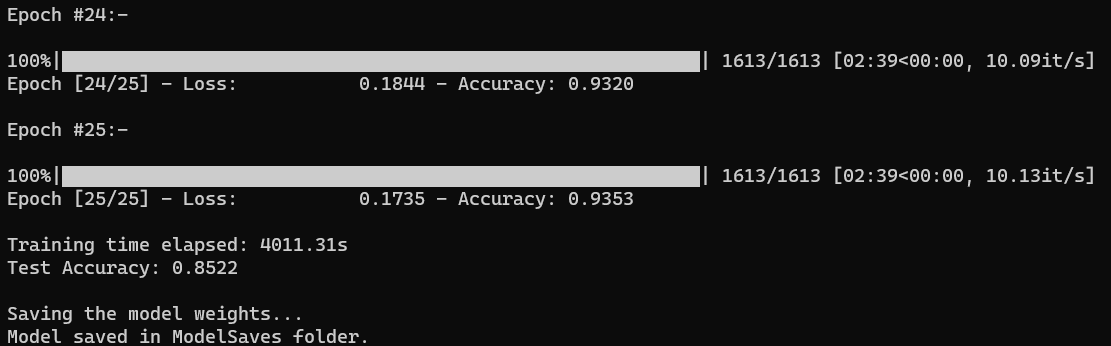 Epoch #24:-
100%| | 1613/1613 [02:39<00:00, 10.09it/s]
Epoch [24/25] - Loss: 0.1844 - Accuracy: 0.9320
Epoch #25:-
100%| | 1613/1613 [02:39<00:00, 10.13it/s]
Epoch [25/25] - Loss: 0.1735 - Accuracy: 0.9353
Training time elapsed: 4011.31s
Test Accuracy: 0.8522
Saving the model weights...
Model saved in ModelSaves folder.